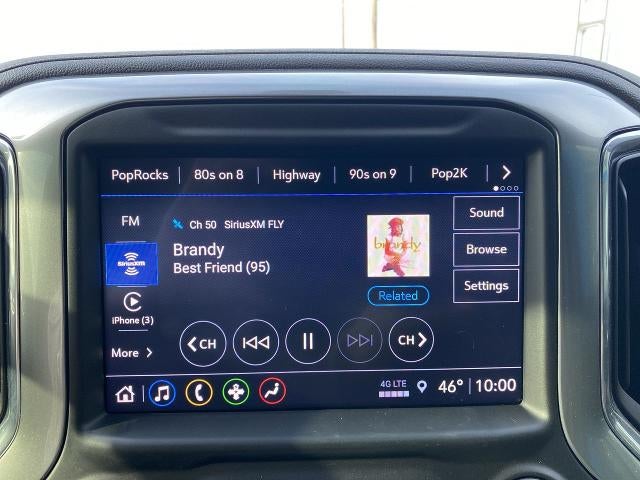 PopRocks 80s on 8 Highway 90s on 9 Pop2K
FM
Ch 50 SiriusXM FLY
Sound
Brandy
brandy
Browse
SiriusXM
Best Friend (95)
Related
Settings
iPhone (3)
More
CH
CH
4G LTE
46° 10:00